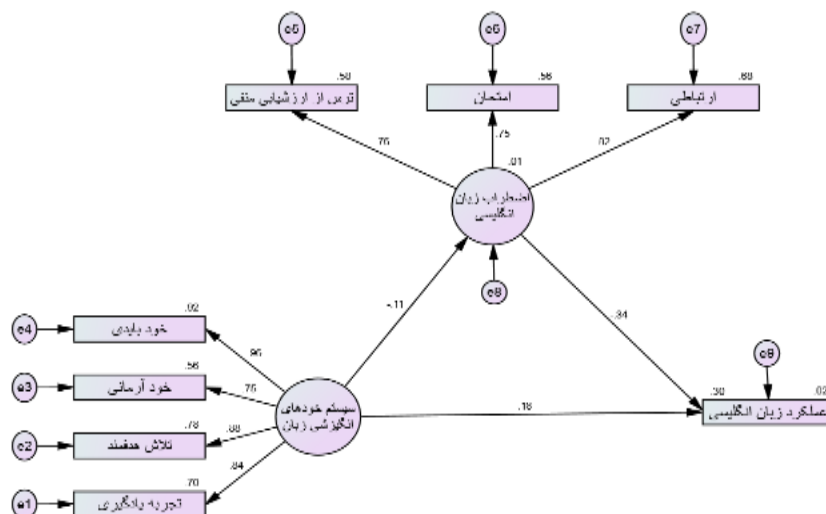 e5
e6
e7
.58
.56
.68
ترس از ارزشیابی منفی
امتحان
ارتباطی
.76
.75
.82
.01
اضطراب زبان
انگلیسی
e8
-.11
-.34
.92
e4
خود بایدی
.96
.56
e3
خود آرمانی
.75
.78
e2
تلاش هدفمند
.88
.70
e1
تجربه یادگیری
.84
سیستم خودهای
انگیزشی زبان
.18
e9
.30
.02
عملکرد زبان انگلیسی